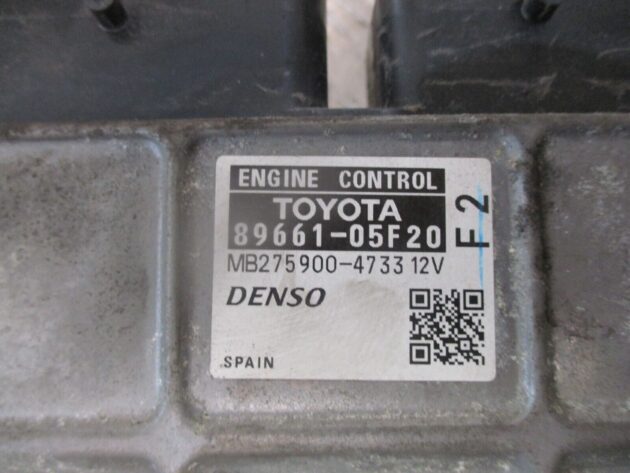 ENGINE CONTROL
TOYOTA
89661-05F20
F2
MB275900-4733 12V
DENSO
SPAIN